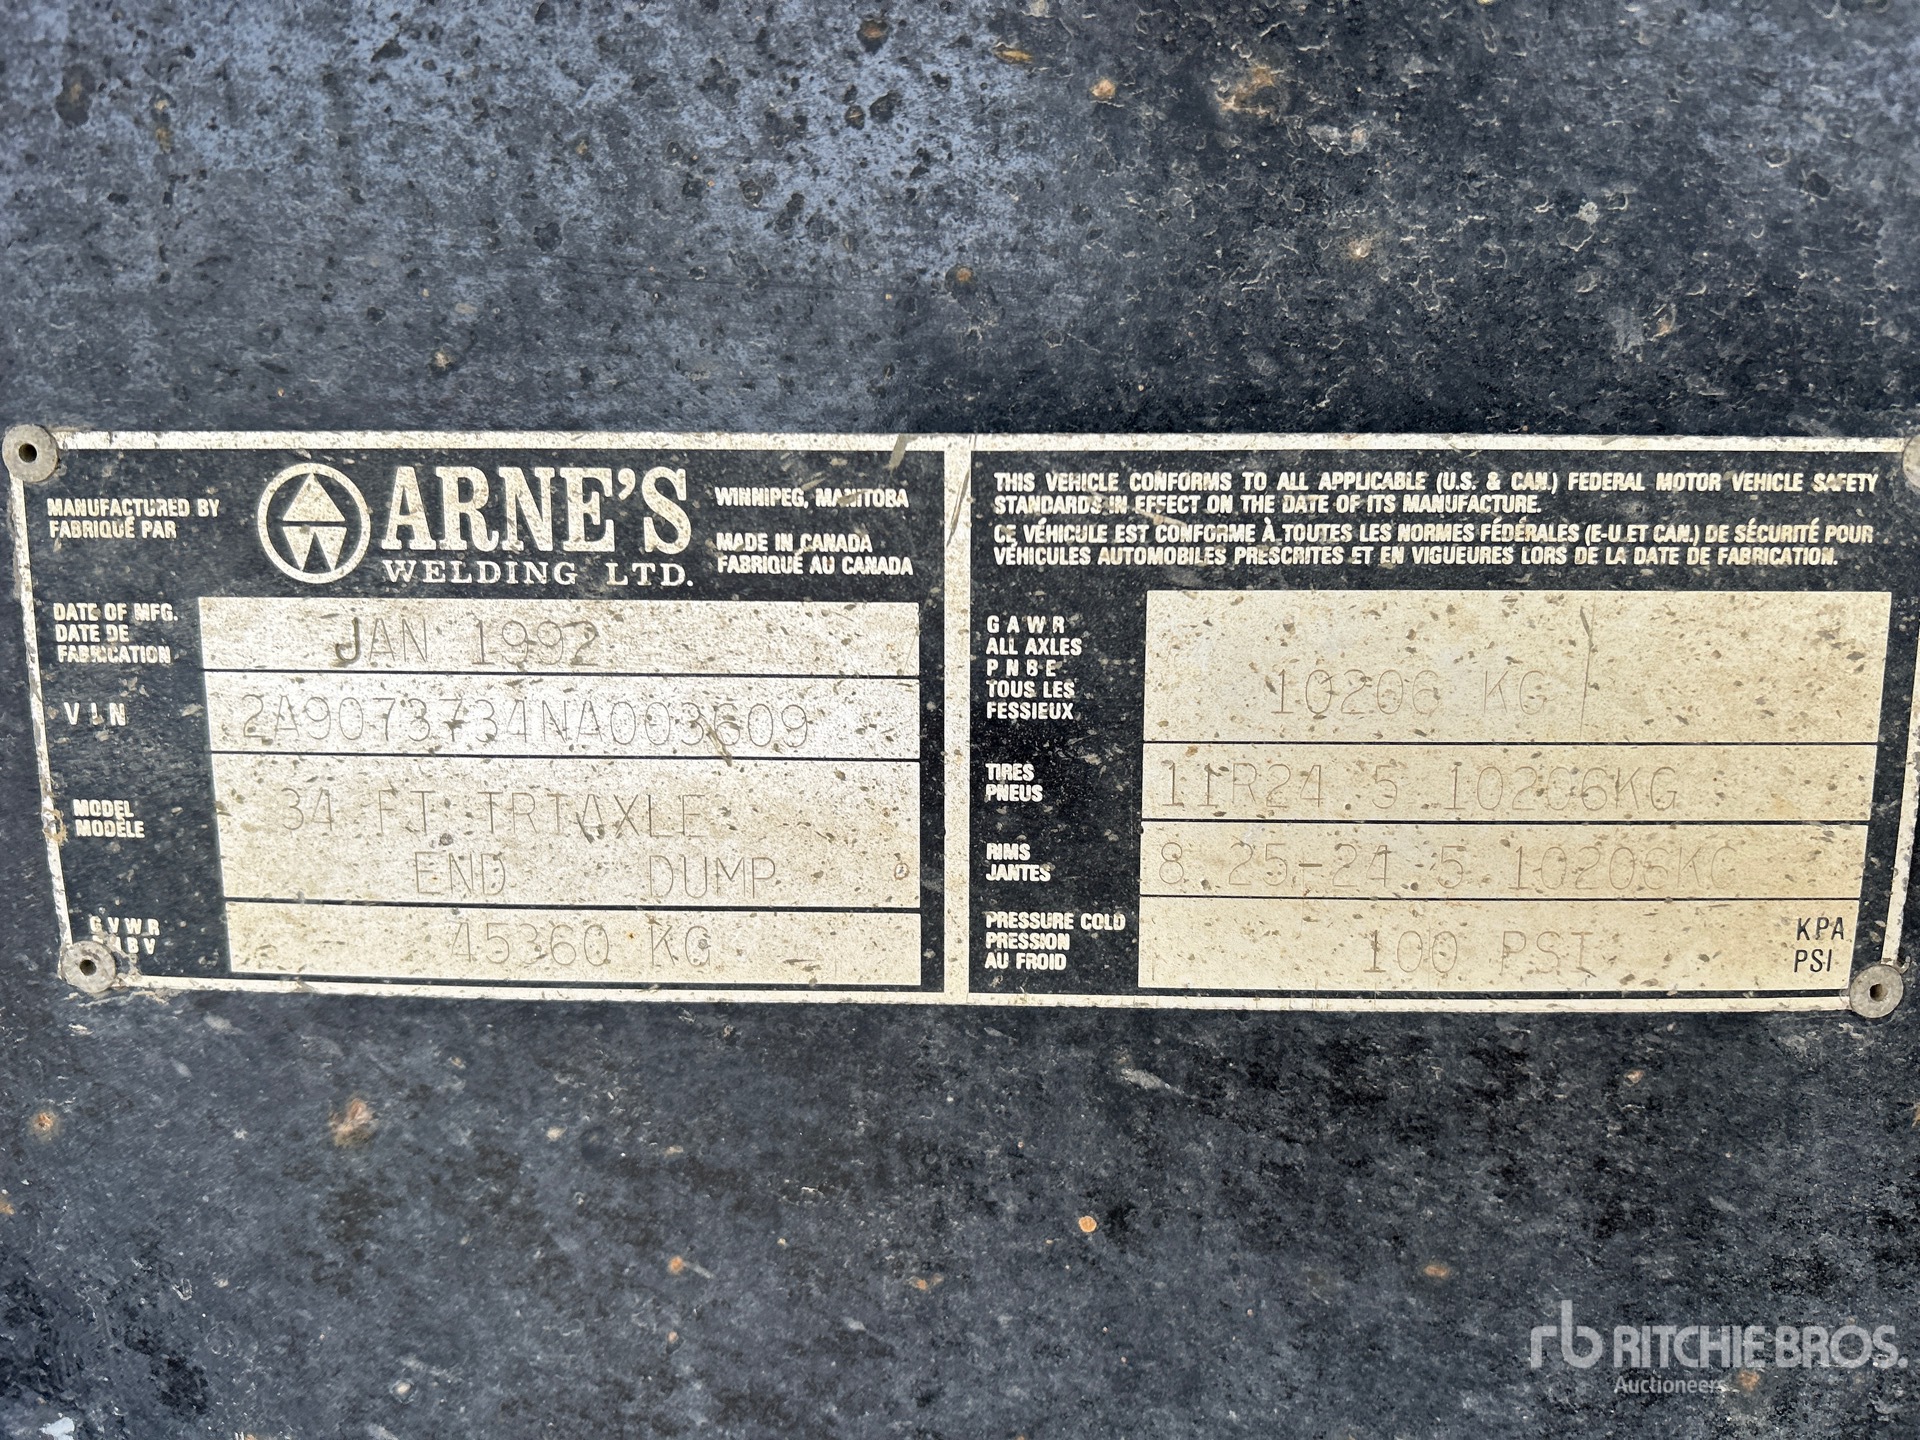 MANUFACTURED BY
FABRIQUÉ PAR
ARNE'S
WELDING LTD.
WINNIPEG, MANITOBA
MADE IN CANADA
FABRIQUÉ AU CANADA
DATE OF MFG.
DATE DE
FABRICATION
JAN 1992
VIN
2A9073734NA003609
MODEL
MODÈLE
34 FT TRIAXLE
END DUMP
GVWR
45360 KG
THIS VEHICLE CONFORMS TO ALL APPLICABLE (U.S. & CAN.) FEDERAL MOTOR VEHICLE SAFETY
STANDARDS IN EFFECT ON THE DATE OF ITS MANUFACTURE.
CE VÉHICULE EST CONFORME À TOUTES LES NORMES FÉDÉRALES (E-U ET CAN.) DE SÉCURITÉ POUR
VÉHICULES AUTOMOBILES PRESCRITES ET EN VIGUEURES LORS DE LA DATE DE FABRICATION.
GAWR
ALL AXLES
PNBE
TOUS LES
FESSIEUX
10206 KG
TIRES
PNEUS
11R24 5 10206KG
RIMS
JANTES
8 25-24 5 10206KG
PRESSURE COLD
PRESSION
AU FROID
100 PSI
KPA
PSI
rb RITCHIE BROS.
Auctioneers